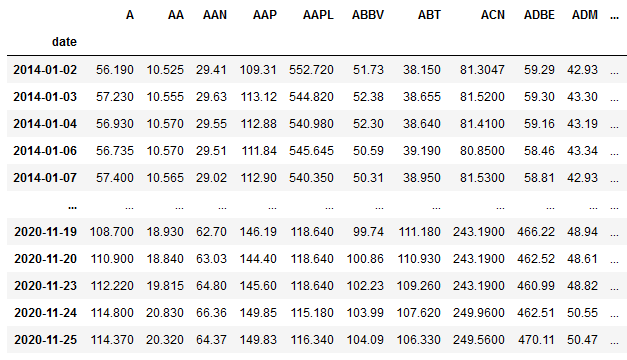 A AA AAN AAP AAPL ABBV ABT ACN ADBE ADM ...
date
2014-01-02 56.190 10.525 29.41 109.31 552.720 51.73 38.150 81.3047 59.29 42.93 ...
2014-01-03 57.230 10.555 29.63 113.12 544.820 52.38 38.655 81.5200 59.30 43.30 ...
2014-01-04 56.930 10.570 29.55 112.88 540.980 52.30 38.640 81.4100 59.16 43.19 ...
2014-01-06 56.735 10.570 29.51 111.84 545.645 50.59 39.190 80.8500 58.46 43.34 ...
2014-01-07 57.400 10.565 29.02 112.90 540.350 50.31 38.950 81.5300 58.81 42.93 ...
... ... ... ... ... ... ... ... ... ... ... ...
2020-11-19 108.700 18.930 62.70 146.19 118.640 99.74 111.180 243.1900 466.22 48.94 ...
2020-11-20 110.900 18.840 63.03 144.40 118.640 100.86 110.930 243.1900 462.52 48.61 ...
2020-11-23 112.220 19.815 64.80 145.60 118.640 102.23 109.260 243.1900 460.99 48.82 ...
2020-11-24 114.800 20.830 66.36 149.85 115.180 103.99 107.620 249.9600 462.51 50.55 ...
2020-11-25 114.370 20.320 64.37 149.83 116.340 104.09 106.330 249.5600 470.11 50.47 ...